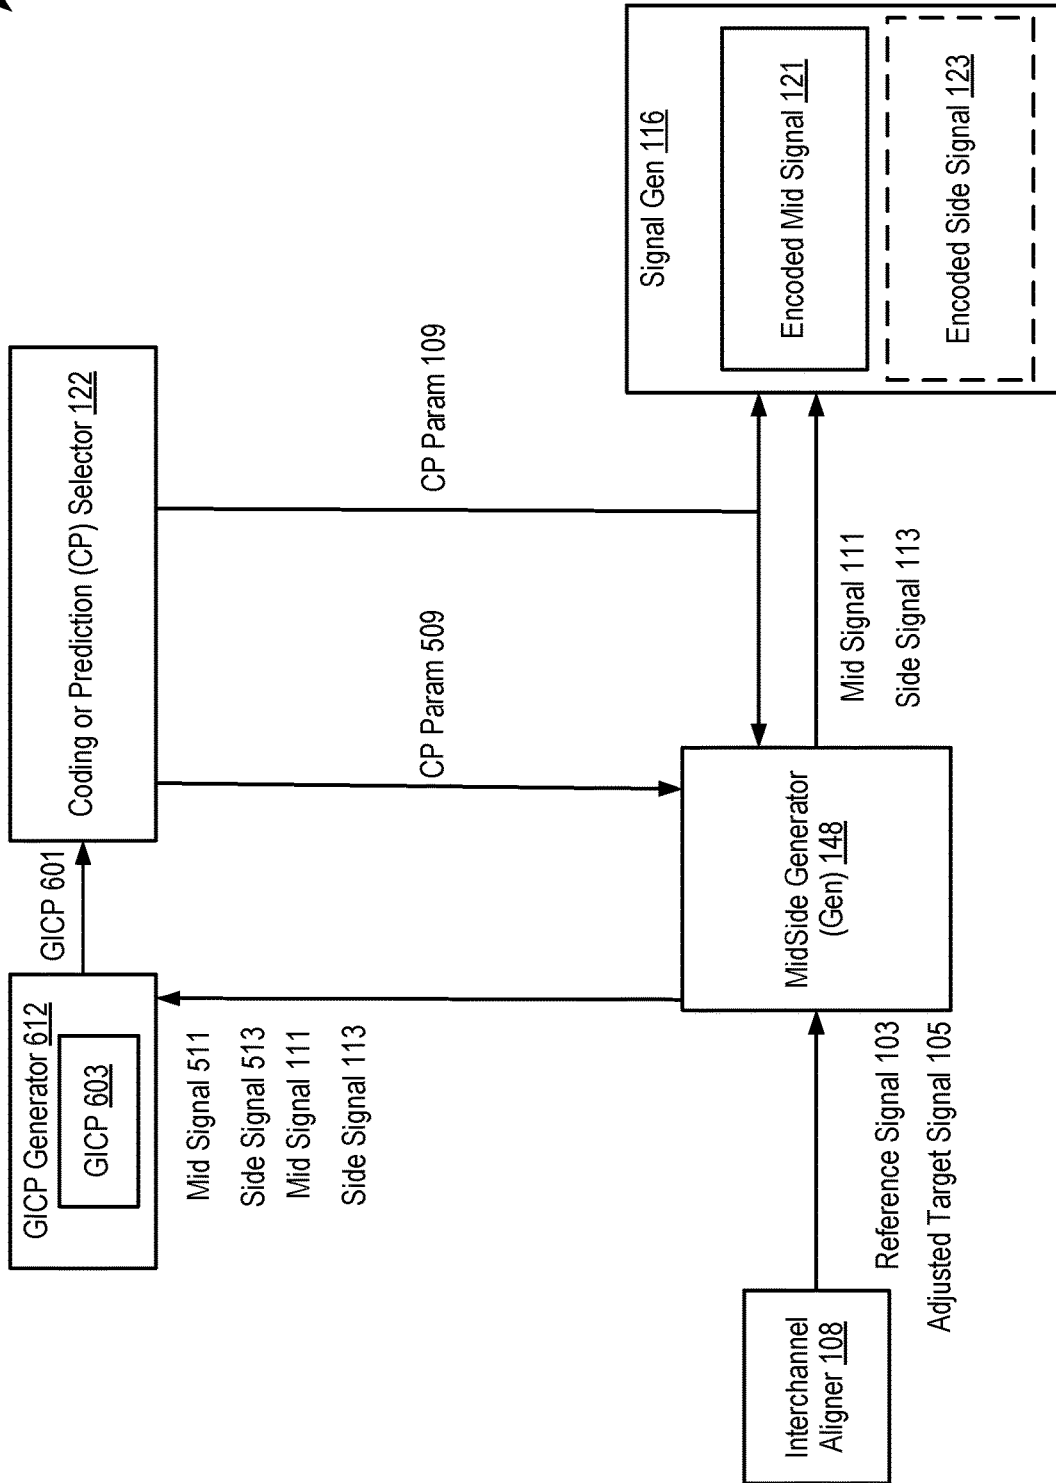 GICP Generator 612
GICP 603
GICP 601
Coding or Prediction (CP) Selector 122
Mid Signal 511
Side Signal 513
Mid Signal 111
Side Signal 113
CP Param 509
CP Param 109
Interchannel
Aligner 108
Reference Signal 103
Adjusted Target Signal 105
MidSide Generator
(Gen) 148
Mid Signal 111
Side Signal 113
Signal Gen 116
Encoded Mid Signal 121
Encoded Side Signal 123